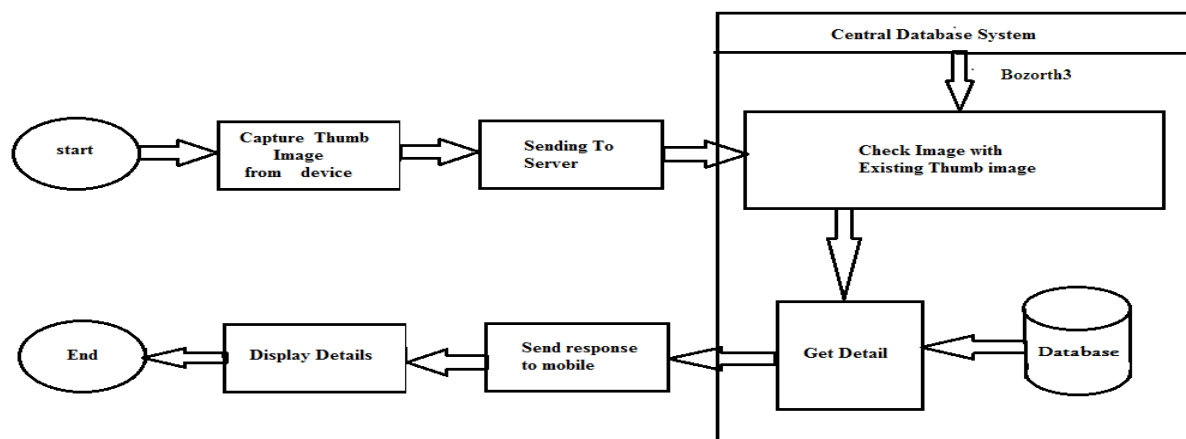 Central Database System
Bozorth3
start
Capture Thumb
Image
from device
Sending To
Server
Check Image with
Existing Thumb image
End
Display Details
Send response
to mobile
Get Detail
Database